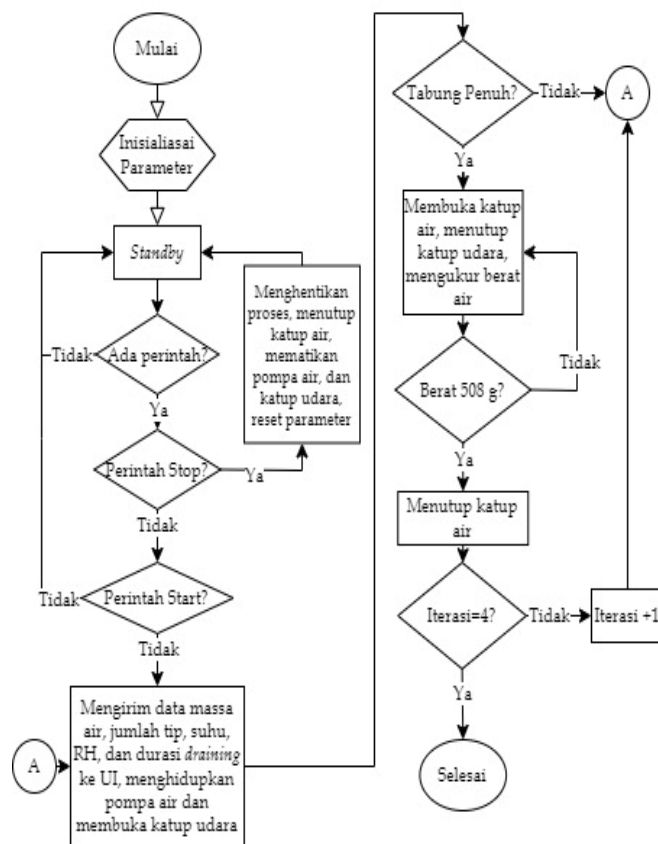 Mulai
Inisialiasai
Parameter
Standby
Menghentikan
proses, menutup
katup air,
mematikan
pompa air, dan
katup udara,
reset parameter
Tidak
Ada perintah?
Ya
Perintah Stop?
Ya
Tidak
Tidak
Perintah Start?
Tidak
A
Mengirim data massa
air, jumlah tip, suhu,
RH, dan durasi draining
ke UI, menghidupkan
pompa air dan
membuka katup udara
Tabung Penuh?
Tidak
A
Ya
Membuka katup
air, menutup
katup udara,
mengukur berat
air
Tidak
Berat 508 g?
Ya
Menutup katup
air
Iterasi=4?
Tidak
Iterasi +1
Ya
Selesai